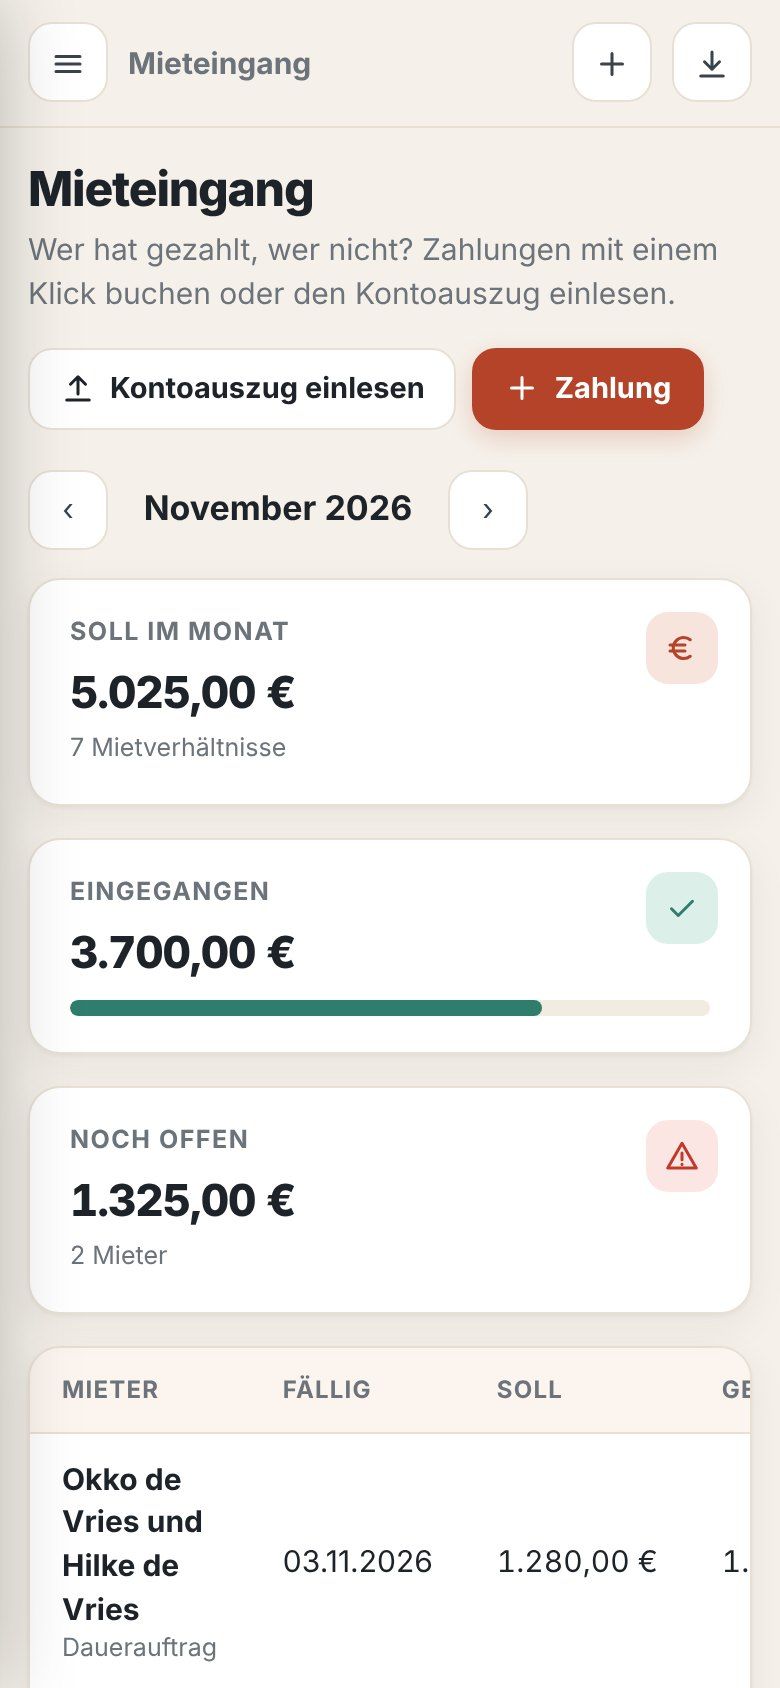 Mieteingang
Mieteingang
Wer hat gezahlt, wer nicht? Zahlungen mit einem
Klick buchen oder den Kontoauszug einlesen.
Kontoauszug einlesen
+ Zahlung
‹ November 2026 ›
SOLL IM MONAT
€
5.025,00 €
7 Mietverhältnisse
EINGEGANGEN
3.700,00 €
NOCH OFFEN
1.325,00 €
2 Mieter
MIETER FÄLLIG SOLL GE
Okko de
Vries und
Hilke de
Vries
03.11.2026 1.280,00 € 1.
Dauerauftrag